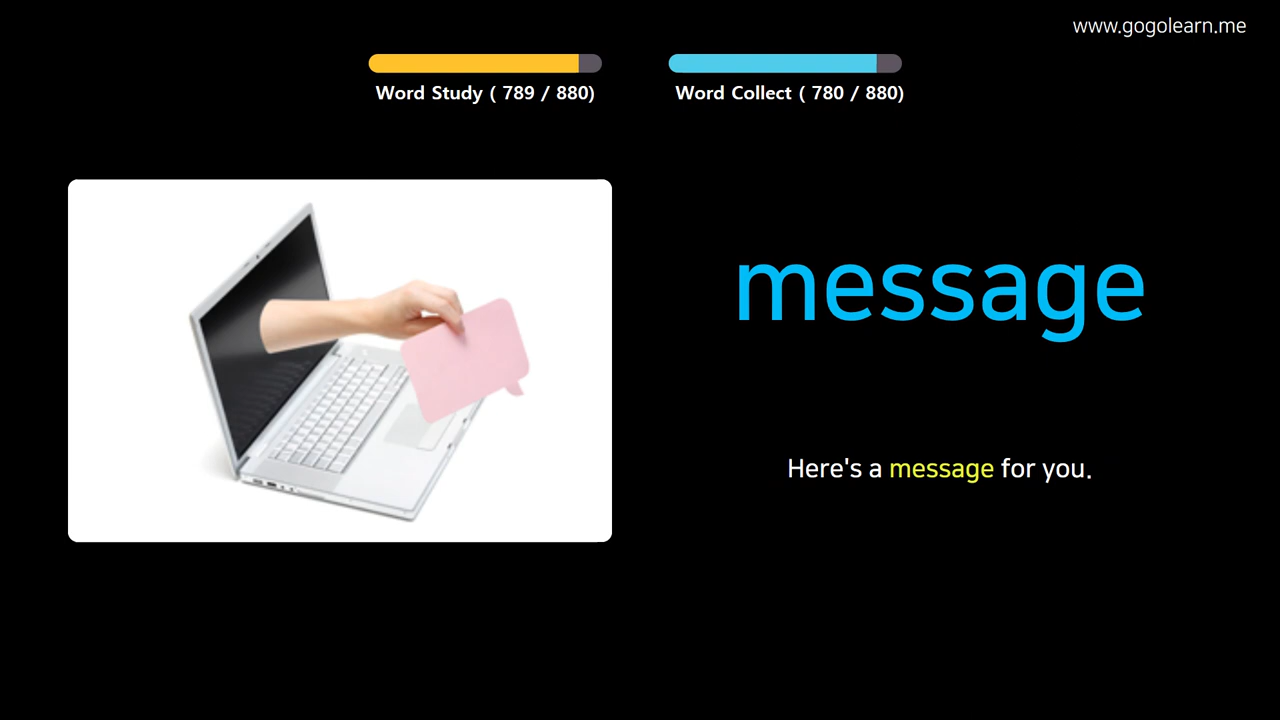 www.gogolearn.me
Word Study ( 789 / 880)
Word Collect ( 780 / 880)
message
Here's a message for you.